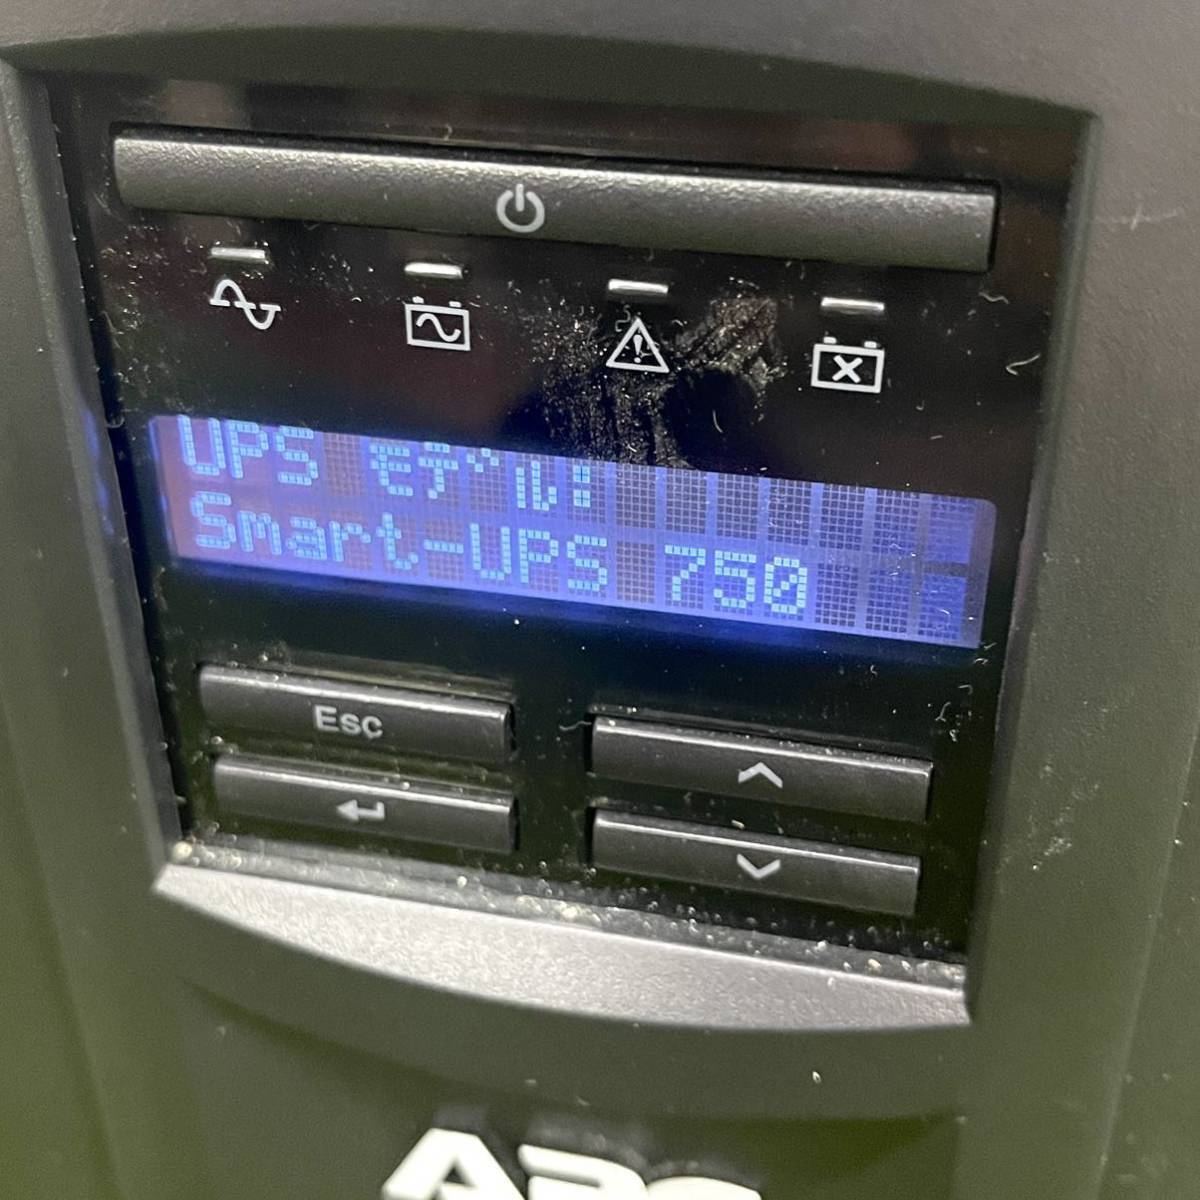 UPS モデル:
Smart-UPS 750
Esc